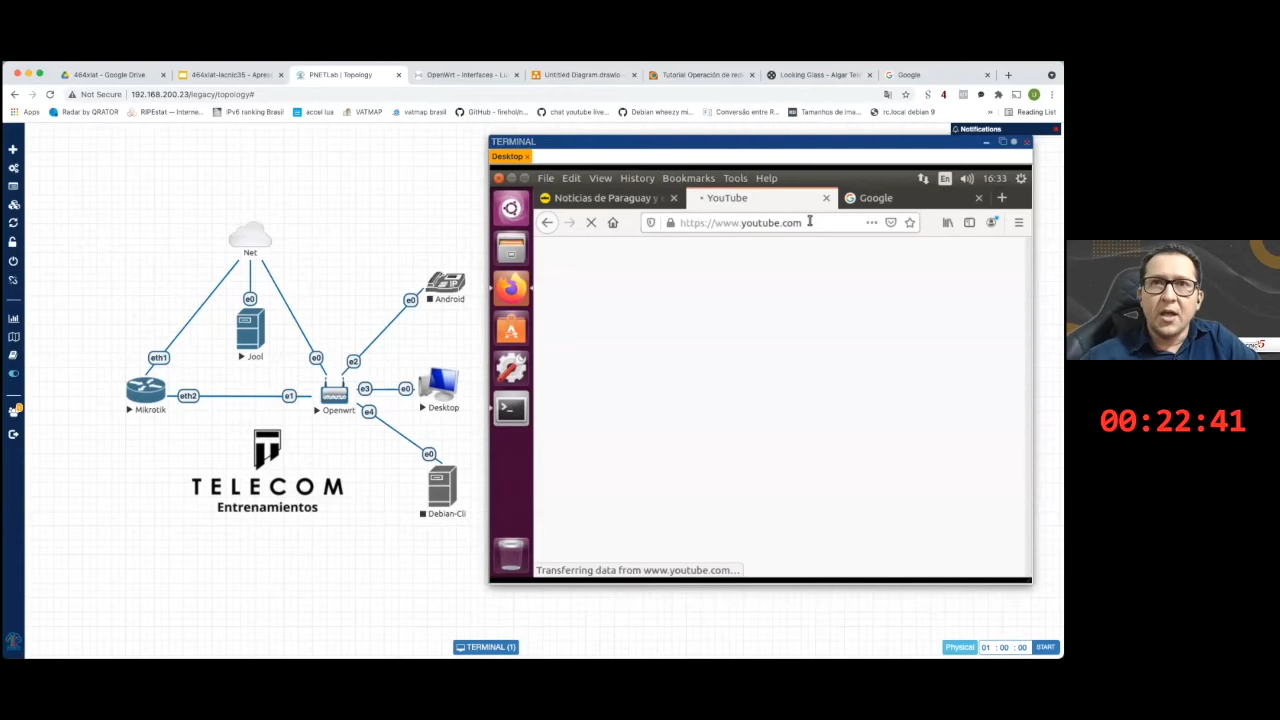 464xlat - Google Drive
464xlat-lacnic35 - Apres
PNETLab | Topology
OpenWrt - Interfaces - Lu
Untitled Diagram.drawio
Tutorial Operación de red
Looking Glass - Algar Tel
Google
Not Secure
192.168.200.23/legacy/topology#
Apps
Radar by QRATOR
RIPEstat — Interne...
IPv6 ranking Brasil
accel lua
VATMAP
vatmap brasil
GitHub - firehol/n...
chat youtube live...
Debian wheezy mi...
Conversão entre R...
Tamanhos de ima...
rc.local debian 9
Reading List
Notifications
TERMINAL
Desktop
File Edit View History Bookmarks Tools Help
En
16:33
Noticias de Paraguay y
YouTube
Google
https://www.youtube.com
Net
e0
Android
e0
Jool
eth1
e0
e2
e3
e0
Desktop
eth2
e1
e4
Mikrotik
Openwrt
e0
TELECOM
Entrenamientos
Debian-Cli
Transferring data from www.youtube.com...
TERMINAL (1)
Physical
01 : 00 : 00
START
00:22:41